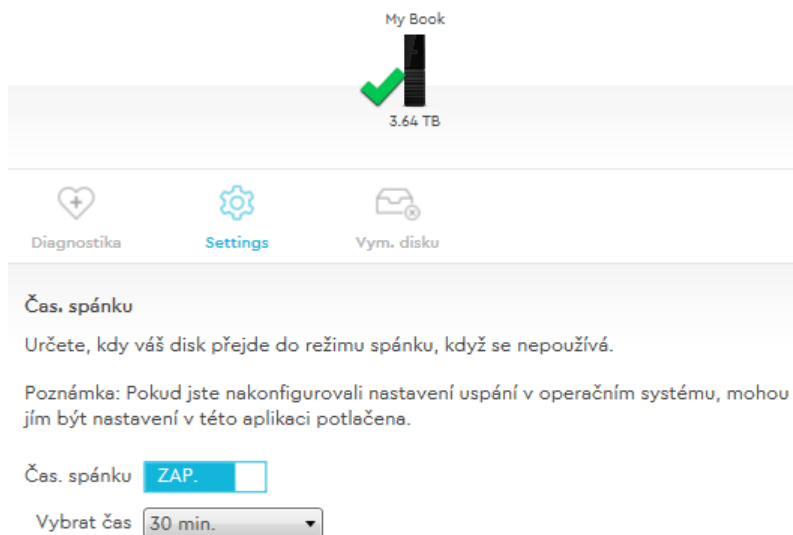 My Book
3.64 TB
Diagnostika Settings Vym. disku
Čas. spánku
Určete, kdy váš disk přejde do režimu spánku, když se nepoužívá.
Poznámka: Pokud jste nakonfigurovali nastavení uspání v operačním systému, mohou
jím být nastavení v této aplikaci potlačena.
Čas. spánku ZAP.
Vybrat čas 30 min.